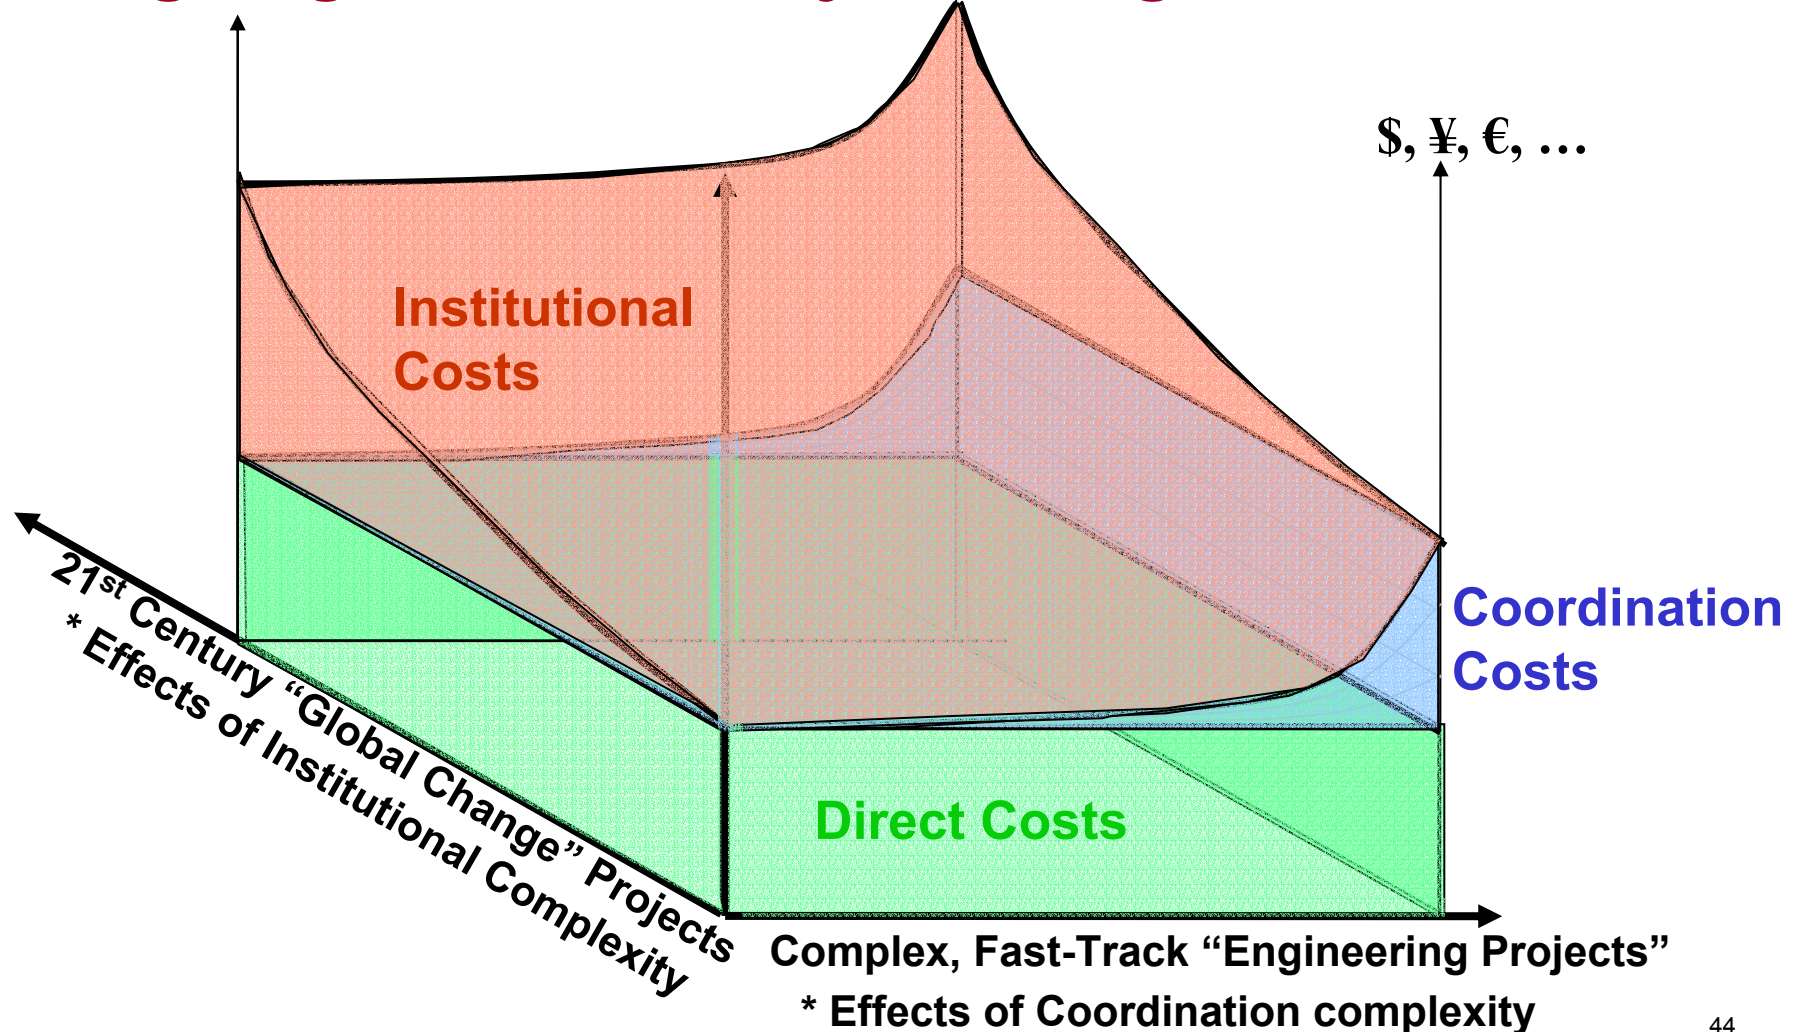 $, ¥, €, …
Institutional
Costs
Coordination
Costs
Direct Costs
21st Century “Global Change” Projects
* Effects of Institutional Complexity
Complex, Fast-Track “Engineering Projects”
* Effects of Coordination complexity
44